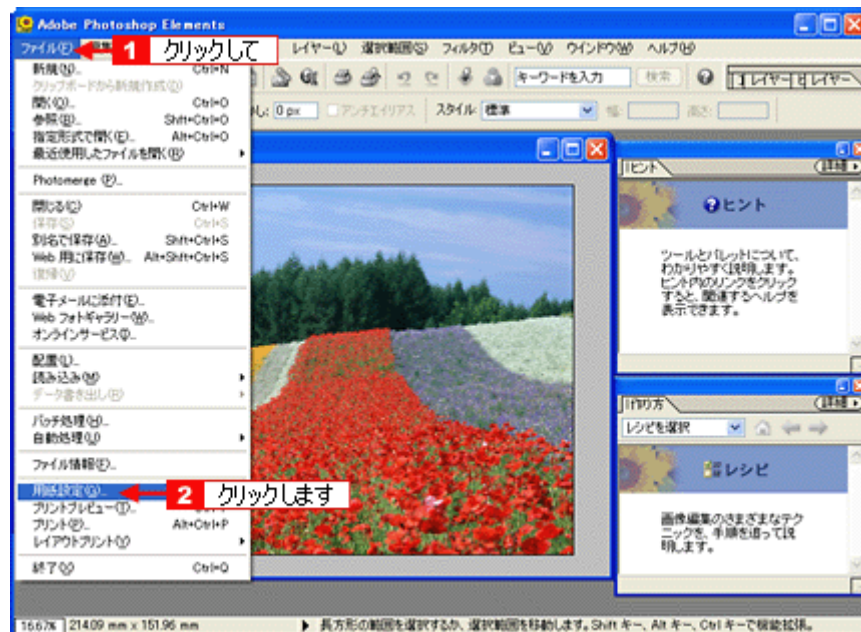 Adobe Photoshop Elements
ファイル(F) 1 クリックして レイヤー(L) 選択範囲(S) フィルタ(T) ビュー(V) ウインドウ(W) ヘルプ(H)
新規(N)... Ctrl+N
クリップボードから新規作成(C)
開く(O)... Ctrl+O
参照(B)... Shift+Ctrl+O
指定形式で開く(E)... Alt+Ctrl+O
最近使用したファイルを開く(R)
Photomerge (P)...
閉じる(C) Ctrl+W
保存(S) Ctrl+S
別名で保存(A)... Shift+Ctrl+S
Web 用に保存(W)... Alt+Shift+Ctrl+S
復帰(V)
電子メールに添付(E)...
Web フォトギャラリー(W)...
オンラインサービス(I)...
配置(L)...
読み込み(M)
データ書き出し(R)
バッチ処理(H)...
自動処理(U)
ファイル情報(F)...
用紙設定(G)... 2 クリックします
プリントプレビュー(T)...
プリント(P)... Alt+Ctrl+P
レイアウトプリント(Y)
終了(X) Ctrl+Q
キーワードを入力 検索
レイヤー
0 px アンチエイリアス スタイル: 標準 幅: 高さ:
ヒント 詳細
ヒント
ツールとパレットについて、
わかりやすく説明します。
ヒント内のリンクをクリック
すると、関連するヘルプを
表示できます。
作り方 詳細
レシピを選択
レシピ
画像編集のさまざまなテク
ニックを、手順を追って説
明します。
16.67% 214.09 mm x 151.96 mm 長方形の範囲を選択するか、選択範囲を移動します。Shift キー、Alt キー、Ctrl キーで機能拡張。